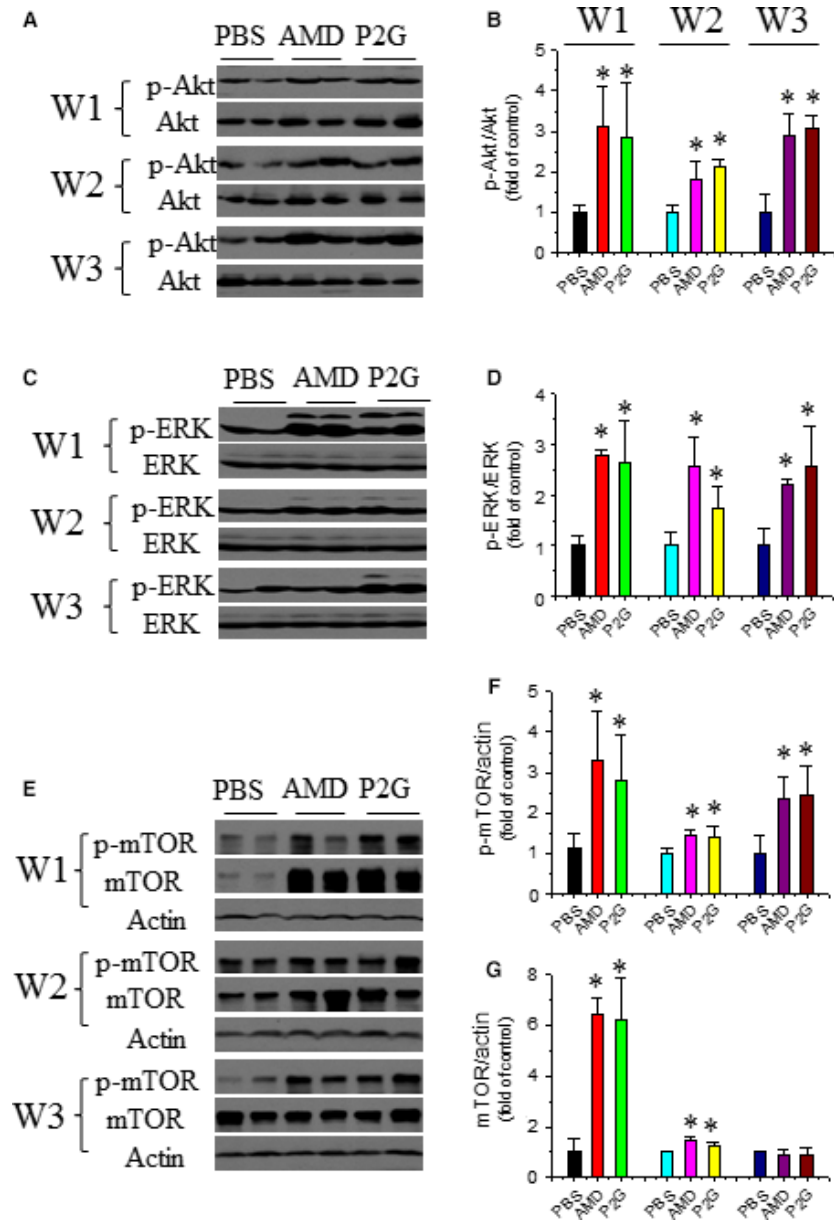 A
PBS AMD P2G
W1
p-Akt
Akt
W2
p-Akt
Akt
W3
p-Akt
Akt
B
W1 W2 W3
p-Akt/Akt
(fold of control)
5
4
3
2
1
0
* * * * * *
PBS AMD P2G PBS AMD P2G PBS AMD P2G
C
PBS AMD P2G
W1
p-ERK
ERK
W2
p-ERK
ERK
W3
p-ERK
ERK
D
p-ERK/ERK
(fold of control)
4
3
2
1
0
* * * * * *
PBS AMD P2G PBS AMD P2G PBS AMD P2G
E
PBS AMD P2G
W1
p-mTOR
mTOR
Actin
W2
p-mTOR
mTOR
Actin
W3
p-mTOR
mTOR
Actin
F
p-mTOR/actin
(fold of control)
5
4
3
2
1
0
* * * * * *
PBS AMD P2G PBS AMD P2G PBS AMD P2G
G
mTOR/actin
(fold of control)
8
6
4
2
0
* * * *
PBS AMD P2G PBS AMD P2G PBS AMD P2G